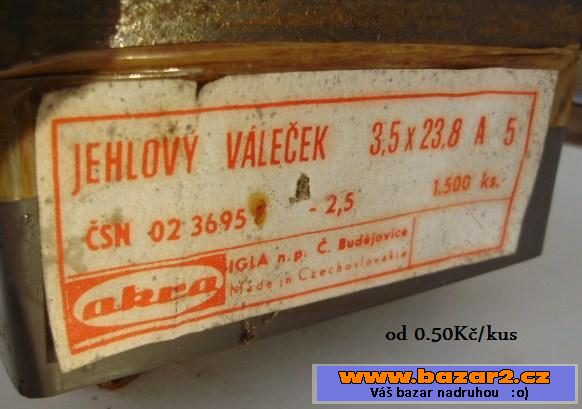 JEHLOVÝ VÁLEČEK 3,5 x 23,8 A 5
ČSN 02 3695 - 2,5 1.500 ks.
akra
IGLA n.p. Č. Budějovice
Made in Czechoslovakia
od 0.50Kč/kus
www.bazar2.cz
Váš bazar nadruhou :o)